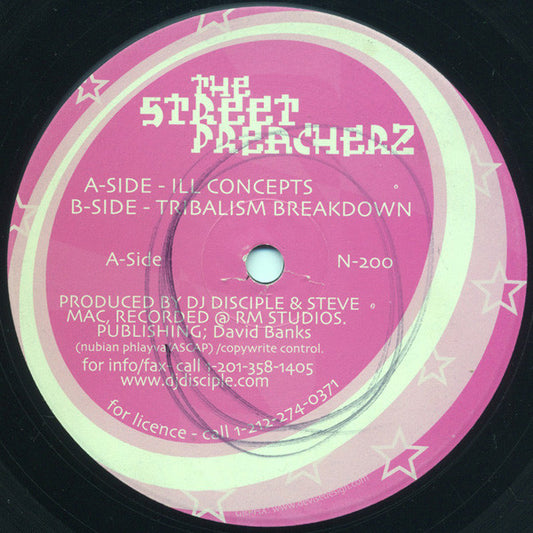 THE
STREET
PREACHERZ
A-SIDE - ILL CONCEPTS
B-SIDE - TRIBALISM BREAKDOWN
A-Side
N-200
PRODUCED BY DJ DISCIPLE & STEVE
MAC, RECORDED @ RM STUDIOS.
PUBLISHING; David Banks
(nubian phlayva (ASCAP) /copywrite control.
for info/fax- call 1-201-358-1405
www.djdisciple.com
for licence - call 1-212-274-0371